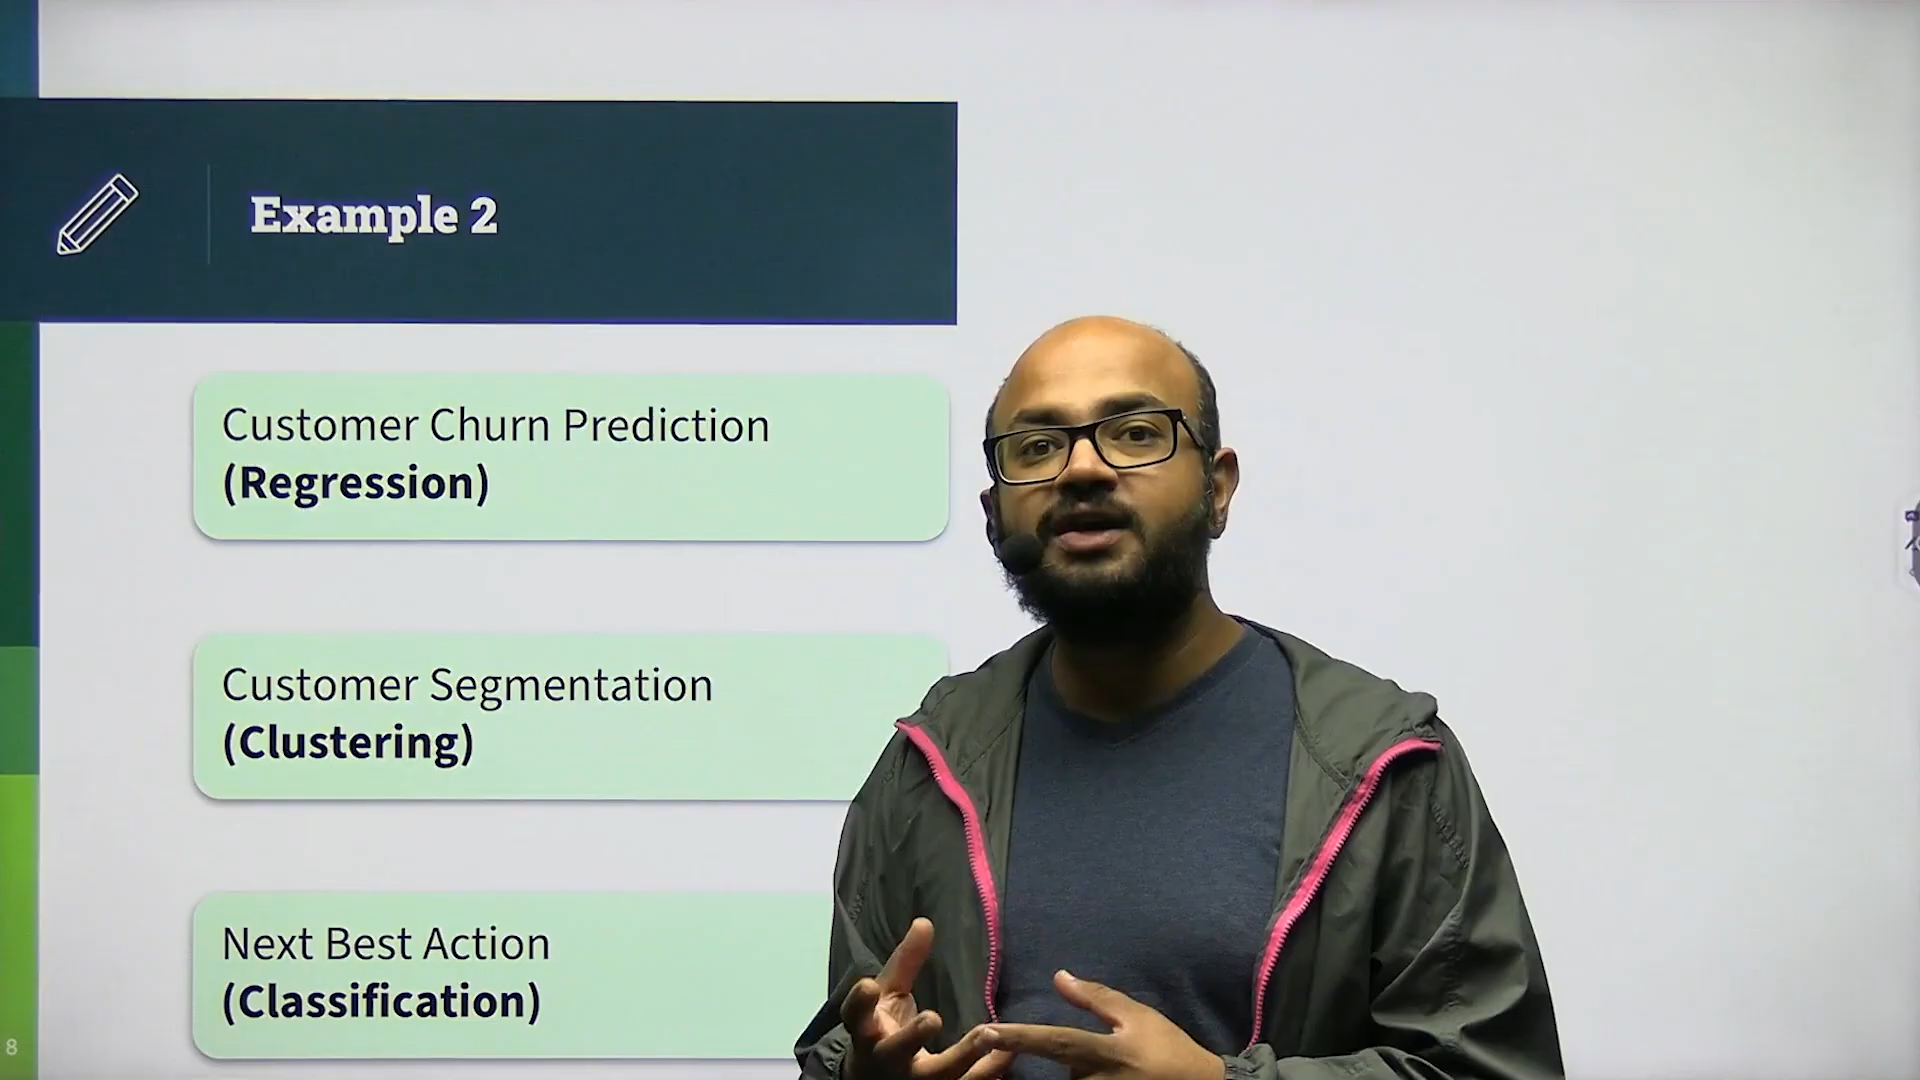 Example 2
Customer Churn Prediction
(Regression)
Customer Segmentation
(Clustering)
Next Best Action
(Classification)
8